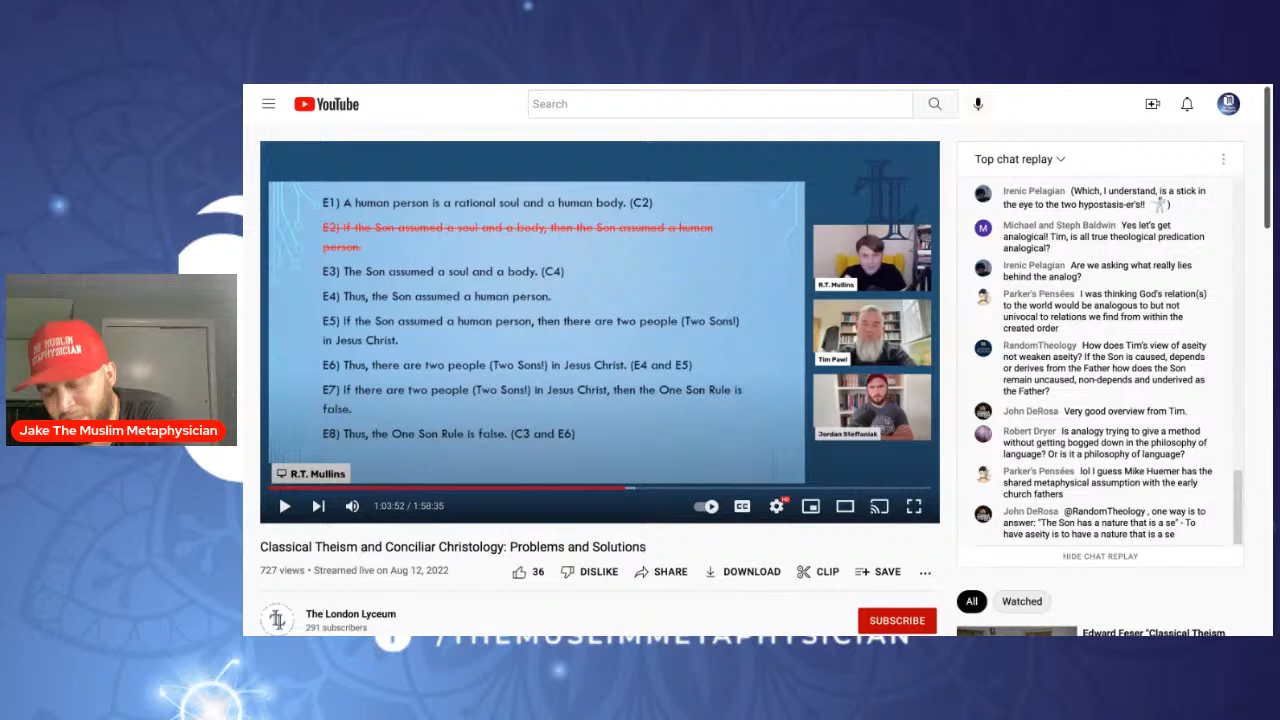 YouTube
Search
E1) A human person is a rational soul and a human body. (C2)
E2) If the Son assumed a soul and a body, then the Son assumed a human
person.
E3) The Son assumed a soul and a body. (C4)
E4) Thus, the Son assumed a human person.
E5) If the Son assumed a human person, then there are two people (Two Sons!)
in Jesus Christ.
E6) Thus, there are two people (Two Sons!) in Jesus Christ. (E4 and E5)
E7) If there are two people (Two Sons!) in Jesus Christ, then the One Son Rule is
false.
E8) Thus, the One Son Rule is false. (C3 and E6)
R.T. Mullins
R.T. Mullins
Tim Pawl
Jordan Steffaniak
1:03:52 / 1:58:35
CC
HD
Classical Theism and Conciliar Christology: Problems and Solutions
727 views • Streamed live on Aug 12, 2022
36
DISLIKE
SHARE
DOWNLOAD
CLIP
SAVE
The London Lyceum
291 subscribers
SUBSCRIBE
Top chat replay
Irenic Pelagian (Which, I understand, is a stick in
the eye to the two hypostasis-er's!!
)
M
Michael and Steph Baldwin Yes let's get
analogical! Tim, is all true theological predication
analogical?
Irenic Pelagian Are we asking what really lies
behind the analog?
Parker's Pensées I was thinking God's relation(s)
to the world would be analogous to but not
univocal to relations we find from within the
created order
RandomTheology How does Tim's view of aseity
not weaken aseity? If the Son is caused, depends
or derives from the Father how does the Son
remain uncaused, non-depends and underived as
the Father?
John DeRosa Very good overview from Tim.
Robert Dryer Is analogy trying to give a method
without getting bogged down in the philosophy of
language? Or is it a philosophy of language?
Parker's Pensées lol I guess Mike Huemer has the
shared metaphysical assumption with the early
church fathers
John DeRosa @RandomTheology , one way is to
answer: "The Son has a nature that is a se" - To
have aseity is to have a nature that is a se
HIDE CHAT REPLAY
All
Watched
Edward Feser "Classical Theism
MUSLIM
METAPHYSICIAN
Jake The Muslim Metaphysician
/THEMUSLIMMETAPHYSICIAN